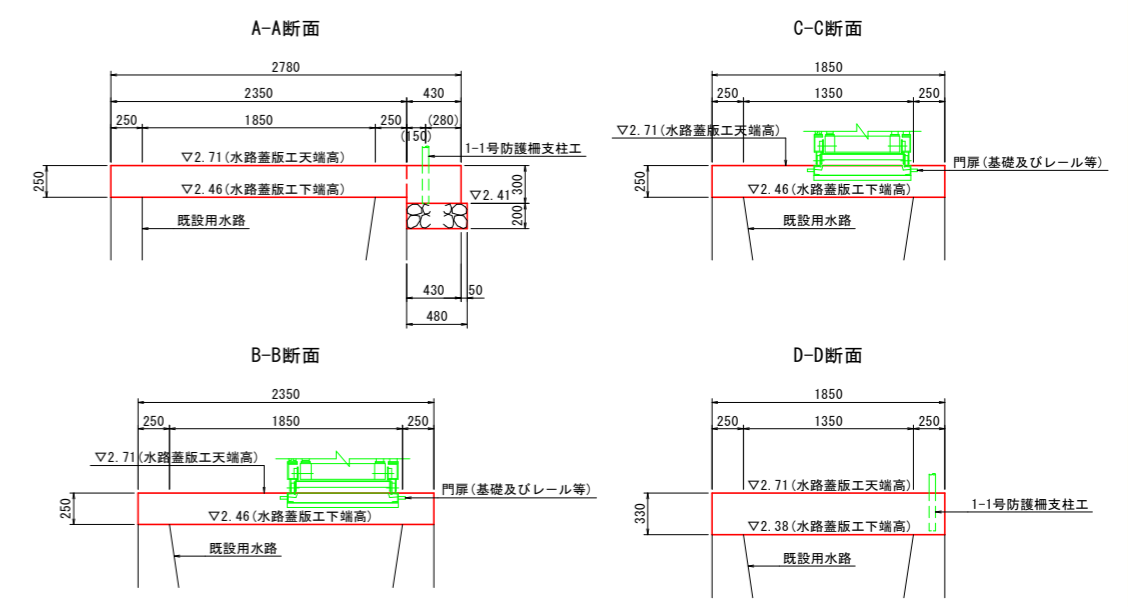 A-A断面
2780
2350
430
250
1850
250
(150)
(280)
1-1号防護柵支柱工
▽2.71(水路蓋版工天端高)
250
▽2.46(水路蓋版工下端高)
300
▽2.41
200
既設用水路
430
50
480
C-C断面
1850
250
1350
250
▽2.71(水路蓋版工天端高)
門扉(基礎及びレール等)
250
▽2.46(水路蓋版工下端高)
既設用水路
B-B断面
2350
250
1850
250
▽2.71(水路蓋版工天端高)
門扉(基礎及びレール等)
250
▽2.46(水路蓋版工下端高)
既設用水路
D-D断面
1850
250
1350
250
▽2.71(水路蓋版工天端高)
1-1号防護柵支柱工
330
▽2.38(水路蓋版工下端高)
既設用水路